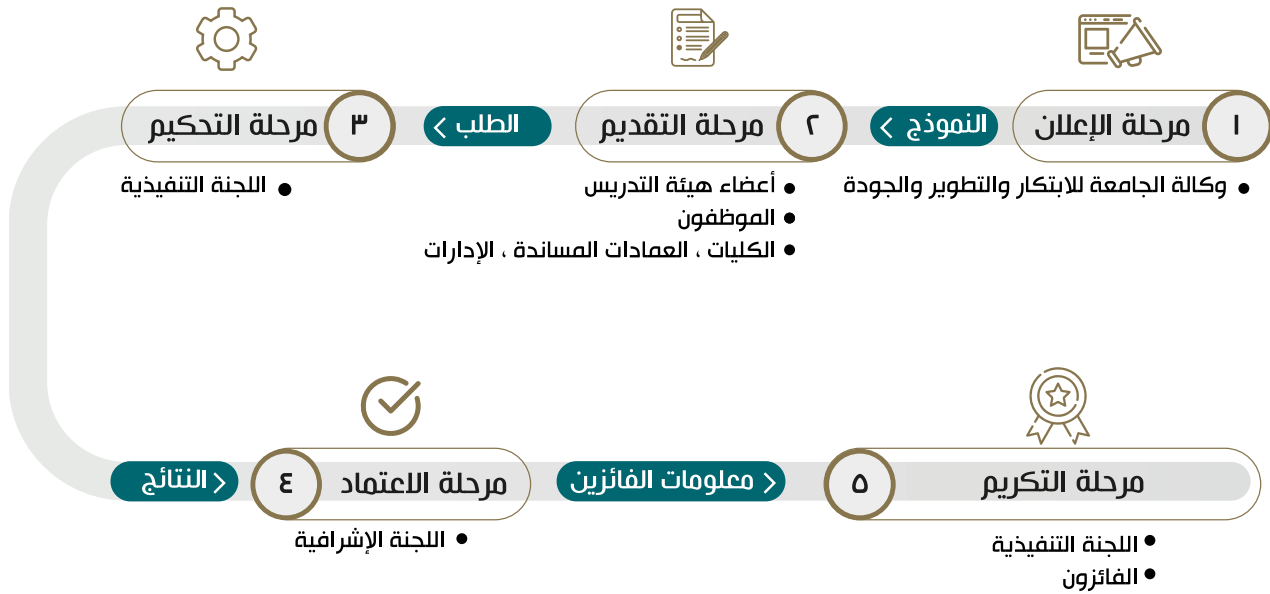 ١ مرحلة الإعلان
وكالة الجامعة للابتكار والتطوير والجودة
النموذج
٢ مرحلة التقديم
أعضاء هيئة التدريس
الموظفون
الكليات ، العمادات المساندة ، الإدارات
الطلب
٣ مرحلة التحكيم
اللجنة التنفيذية
النتائج
٤ مرحلة الاعتماد
اللجنة الإشرافية
معلومات الفائزين
٥ مرحلة التكريم
اللجنة التنفيذية
الفائزون